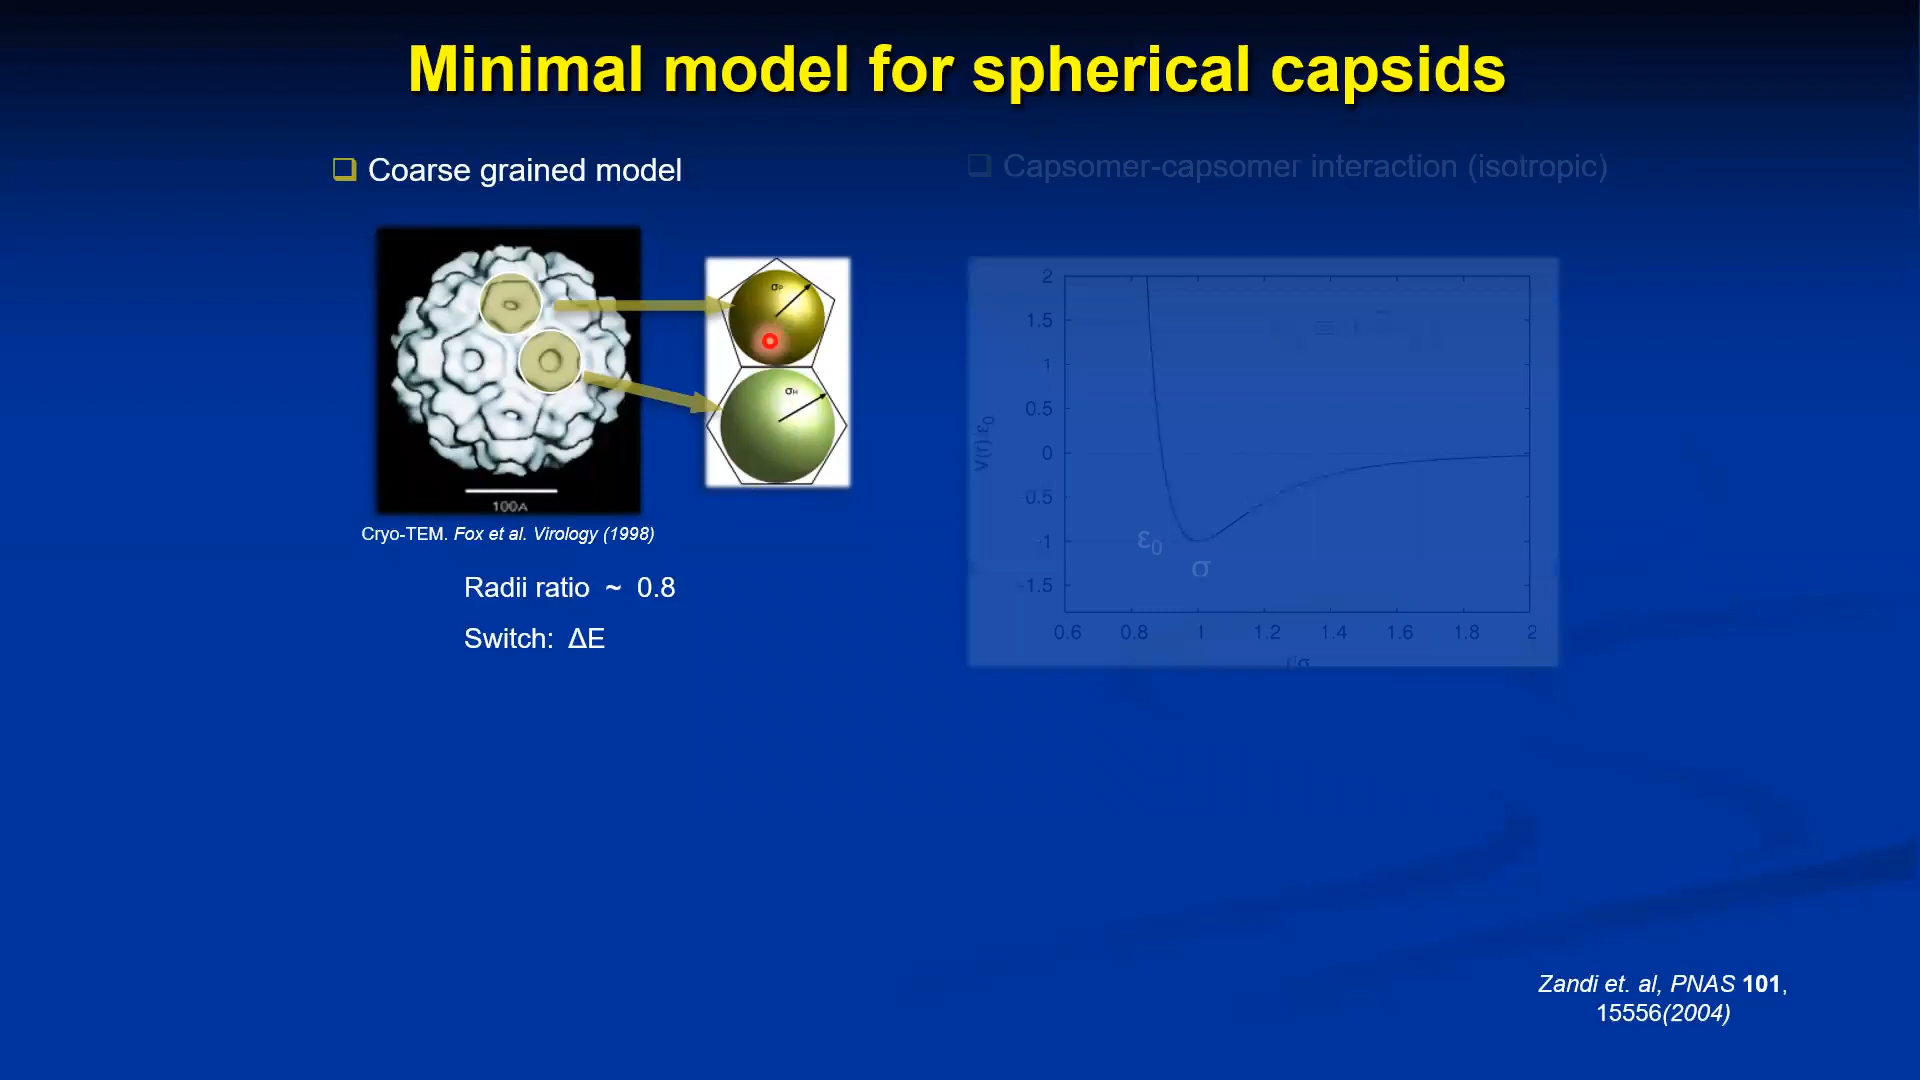 Minimal model for spherical capsids
Coarse grained model
Capsomer-capsomer interaction (isotropic)
σP
σH
100A
Cryo-TEM. Fox et al. Virology (1998)
Radii ratio ~ 0.8
Switch: ΔE
2
1.5
1
0.5
0
0.5
-1
-1.5
V(r)/ε0
ε0
σ
0.6 0.8 1 1.2 1.4 1.6 1.8 2
r/σ
Zandi et. al, PNAS 101,
15556(2004)